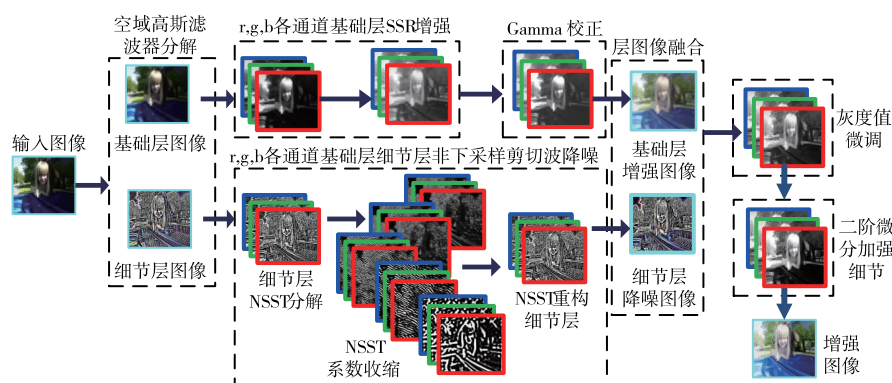 输入图像
空域高斯滤
波器分解
基础层图像
细节层图像
r,g,b各通道基础层SSR增强
Gamma 校正
r,g,b各通道基础层细节层非下采样剪切波降噪
细节层
NSST分解
NSST
系数收缩
NSST重构
细节层
层图像融合
基础层
增强图像
细节层
降噪图像
灰度值
微调
二阶微
分加强
细节
增强
图像